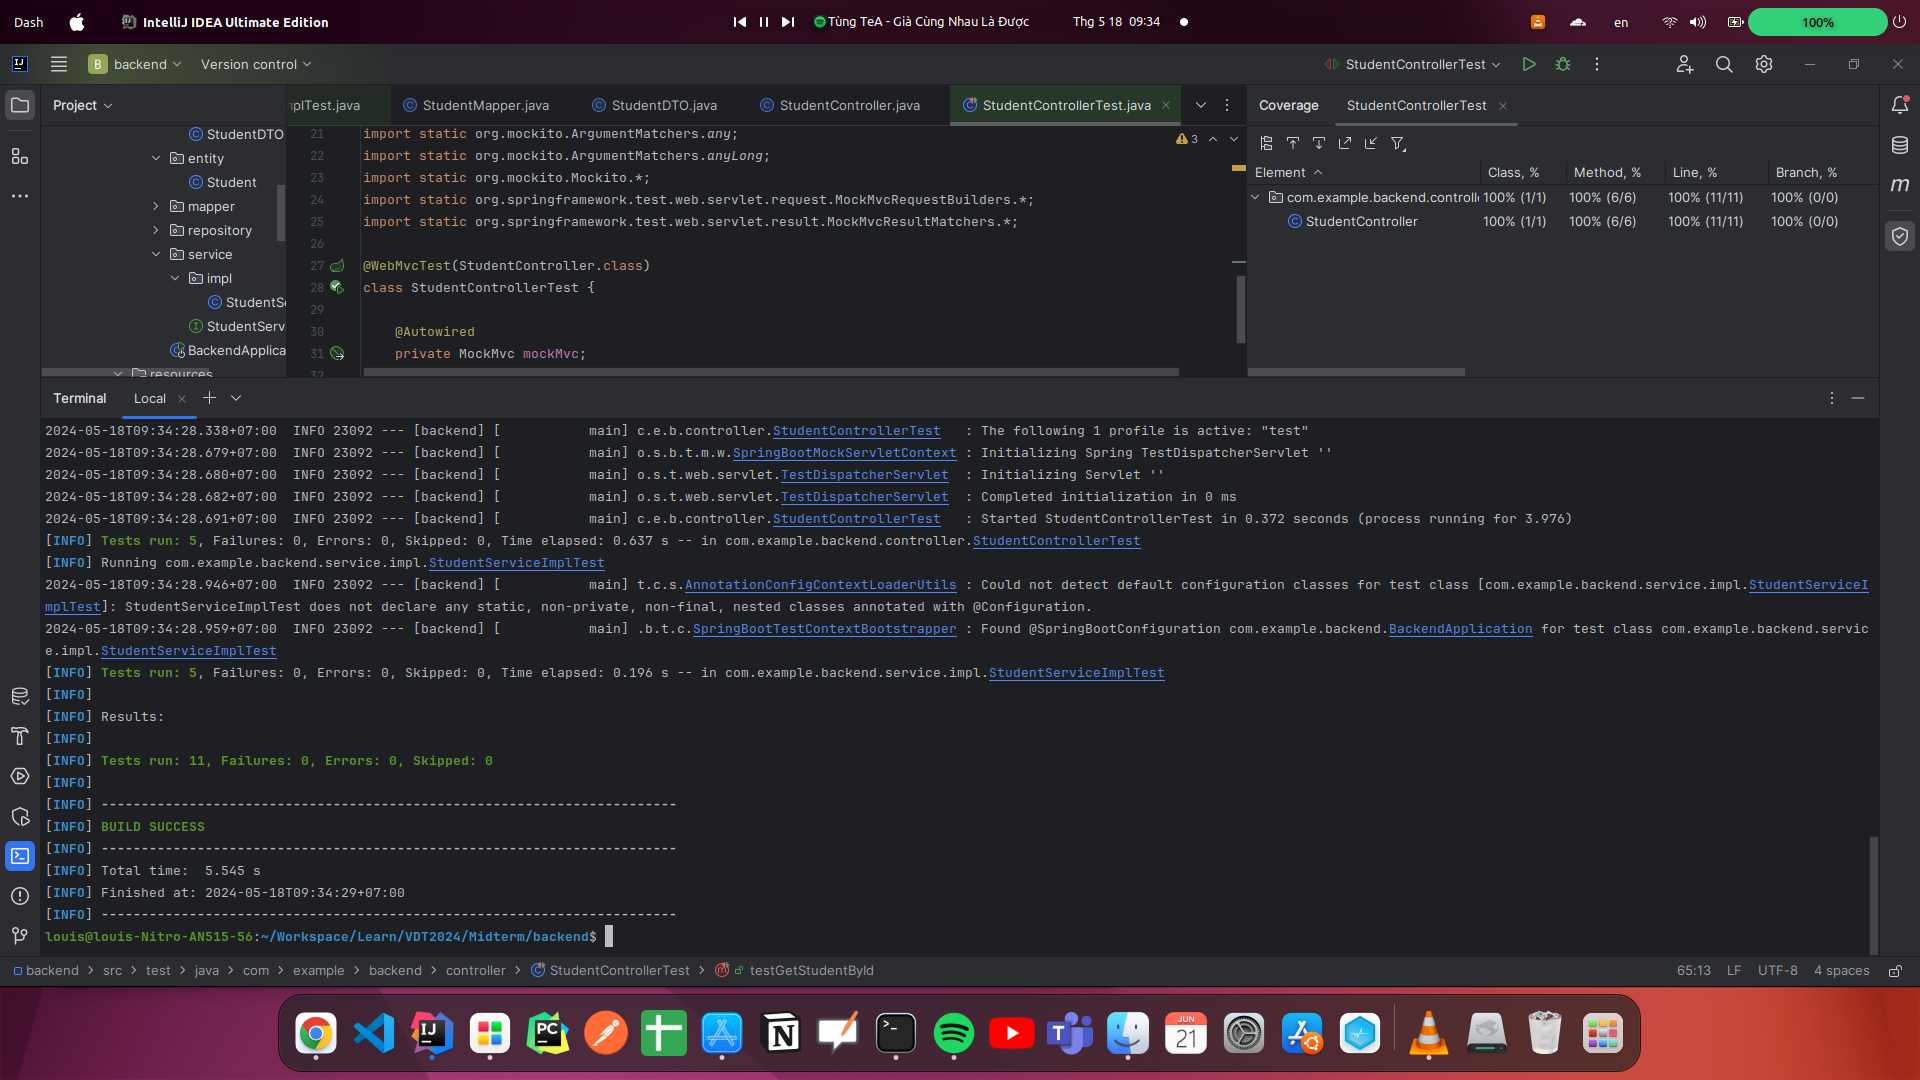 Dash
IntelliJ IDEA Ultimate Edition
Tùng TeA - Già Cùng Nhau Là Được
Thg 5 18 09:34
en
100%
B backend
Version control
StudentControllerTest
Project
mplTest.java
StudentMapper.java
StudentDTO.java
StudentController.java
StudentControllerTest.java
Coverage
StudentControllerTest
StudentDTO
entity
Student
mapper
repository
service
impl
StudentSe
StudentServ
BackendApplica
resources
3
21 import static org.mockito.ArgumentMatchers.any;
22 import static org.mockito.ArgumentMatchers.anyLong;
23 import static org.mockito.Mockito.*;
24 import static org.springframework.test.web.servlet.request.MockMvcRequestBuilders.*;
25 import static org.springframework.test.web.servlet.result.MockMvcResultMatchers.*;
26
27 @WebMvcTest(StudentController.class)
28 class StudentControllerTest {
29
30 @Autowired
31 private MockMvc mockMvc;
32
Element Class, % Method, % Line, % Branch, %
com.example.backend.controlle 100% (1/1) 100% (6/6) 100% (11/11) 100% (0/0)
StudentController 100% (1/1) 100% (6/6) 100% (11/11) 100% (0/0)
Terminal Local
2024-05-18T09:34:28.338+07:00  INFO 23092 --- [backend] [           main] c.e.b.controller.StudentControllerTest   : The following 1 profile is active: "test"
2024-05-18T09:34:28.679+07:00  INFO 23092 --- [backend] [           main] o.s.b.t.m.w.SpringBootMockServletContext : Initializing Spring TestDispatcherServlet ''
2024-05-18T09:34:28.680+07:00  INFO 23092 --- [backend] [           main] o.s.t.web.servlet.TestDispatcherServlet  : Initializing Servlet ''
2024-05-18T09:34:28.682+07:00  INFO 23092 --- [backend] [           main] o.s.t.web.servlet.TestDispatcherServlet  : Completed initialization in 0 ms
2024-05-18T09:34:28.691+07:00  INFO 23092 --- [backend] [           main] c.e.b.controller.StudentControllerTest   : Started StudentControllerTest in 0.372 seconds (process running for 3.976)
[INFO] Tests run: 5, Failures: 0, Errors: 0, Skipped: 0, Time elapsed: 0.637 s -- in com.example.backend.controller.StudentControllerTest
[INFO] Running com.example.backend.service.impl.StudentServiceImplTest
2024-05-18T09:34:28.946+07:00  INFO 23092 --- [backend] [           main] t.c.s.AnnotationConfigContextLoaderUtils : Could not detect default configuration classes for test class [com.example.backend.service.impl.StudentServiceI
mplTest]: StudentServiceImplTest does not declare any static, non-private, non-final, nested classes annotated with @Configuration.
2024-05-18T09:34:28.959+07:00  INFO 23092 --- [backend] [           main] .b.t.c.SpringBootTestContextBootstrapper : Found @SpringBootConfiguration com.example.backend.BackendApplication for test class com.example.backend.servic
e.impl.StudentServiceImplTest
[INFO] Tests run: 5, Failures: 0, Errors: 0, Skipped: 0, Time elapsed: 0.196 s -- in com.example.backend.service.impl.StudentServiceImplTest
[INFO]
[INFO] Results:
[INFO]
[INFO] Tests run: 11, Failures: 0, Errors: 0, Skipped: 0
[INFO]
[INFO] ------------------------------------------------------------------------
[INFO] BUILD SUCCESS
[INFO] ------------------------------------------------------------------------
[INFO] Total time:  5.545 s
[INFO] Finished at: 2024-05-18T09:34:29+07:00
[INFO] ------------------------------------------------------------------------
louis@louis-Nitro-AN515-56:~/Workspace/Learn/VDT2024/Midterm/backend$
backend > src > test > java > com > example > backend > controller > StudentControllerTest > testGetStudentById
65:13 LF UTF-8 4 spaces
IJ
PC
JUN
21